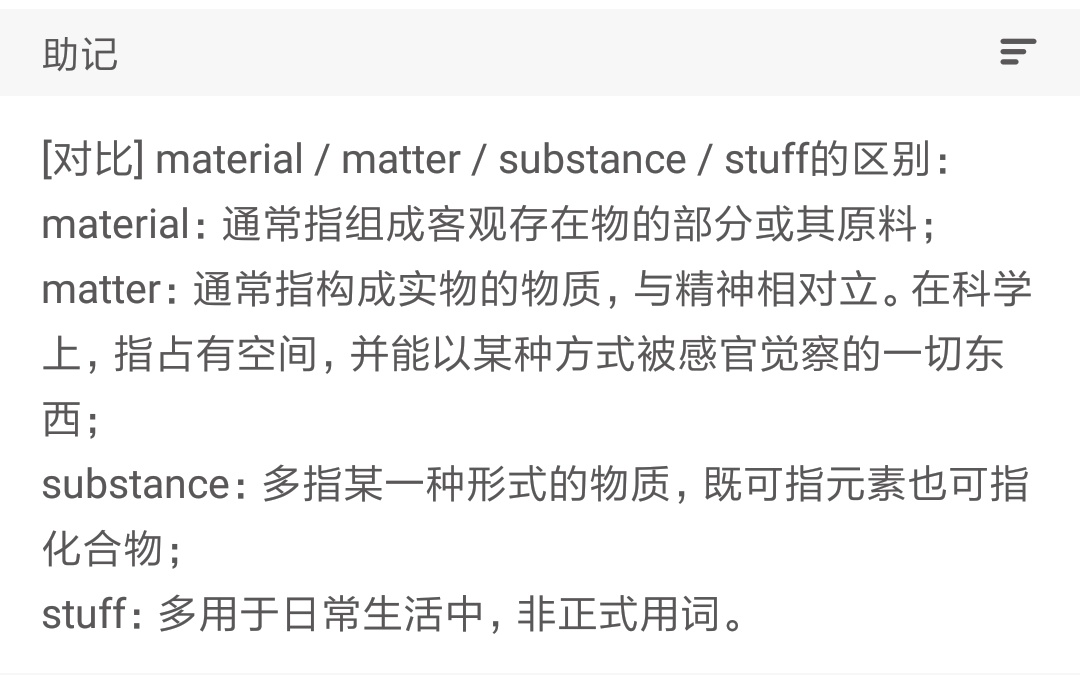 助记
[对比] material / matter / substance / stuff的区别：
material：通常指组成客观存在物的部分或其原料；
matter：通常指构成实物的物质，与精神相对立。在科学
上，指占有空间，并能以某种方式被感官觉察的一切东
西；
substance：多指某一种形式的物质，既可指元素也可指
化合物；
stuff：多用于日常生活中，非正式用词。